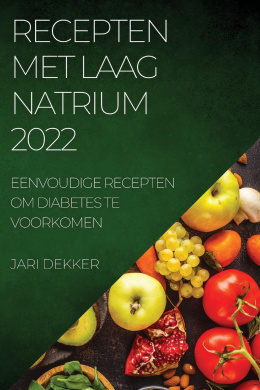 RECEPTEN
MET LAAG
NATRIUM
2022
EENVOUDIGE RECEPTEN
OM DIABETES TE
VOORKOMEN
JARI DEKKER